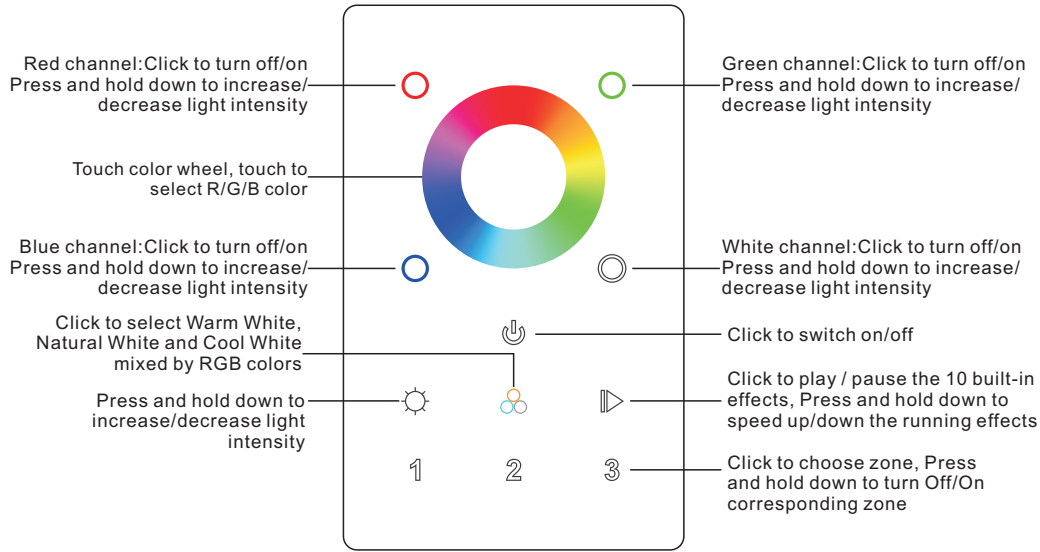 Red channel:Click to turn off/on
Press and hold down to increase/
decrease light intensity
Green channel:Click to turn off/on
Press and hold down to increase/
decrease light intensity
Touch color wheel, touch to
select R/G/B color
Blue channel:Click to turn off/on
Press and hold down to increase/
decrease light intensity
White channel:Click to turn off/on
Press and hold down to increase/
decrease light intensity
Click to select Warm White,
Natural White and Cool White
mixed by RGB colors
Click to switch on/off
Press and hold down to
increase/decrease light
intensity
Click to play / pause the 10 built-in
effects, Press and hold down to
speed up/down the running effects
1 2 3
Click to choose zone, Press
and hold down to turn Off/On
corresponding zone